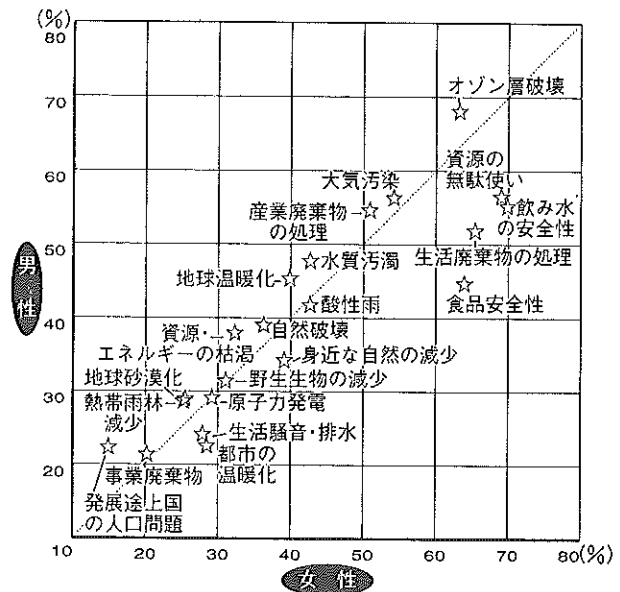 (%)
80
70
60
50
40
30
20
10
20
30
40
50
60
70
80(%)
男性
女性
オゾン層破壊
資源の
無駄使い
大気汚染
飲み水
の安全性
産業廃棄物
の処理
生活廃棄物の処理
水質汚濁
地球温暖化
食品安全性
酸性雨
資源・
エネルギーの枯渇
自然破壊
身近な自然の減少
地球砂漠化
野生生物の減少
熱帯雨林
減少
原子力発電
生活騒音・排水
都市の
温暖化
事業廃棄物
発展途上国
の人口問題